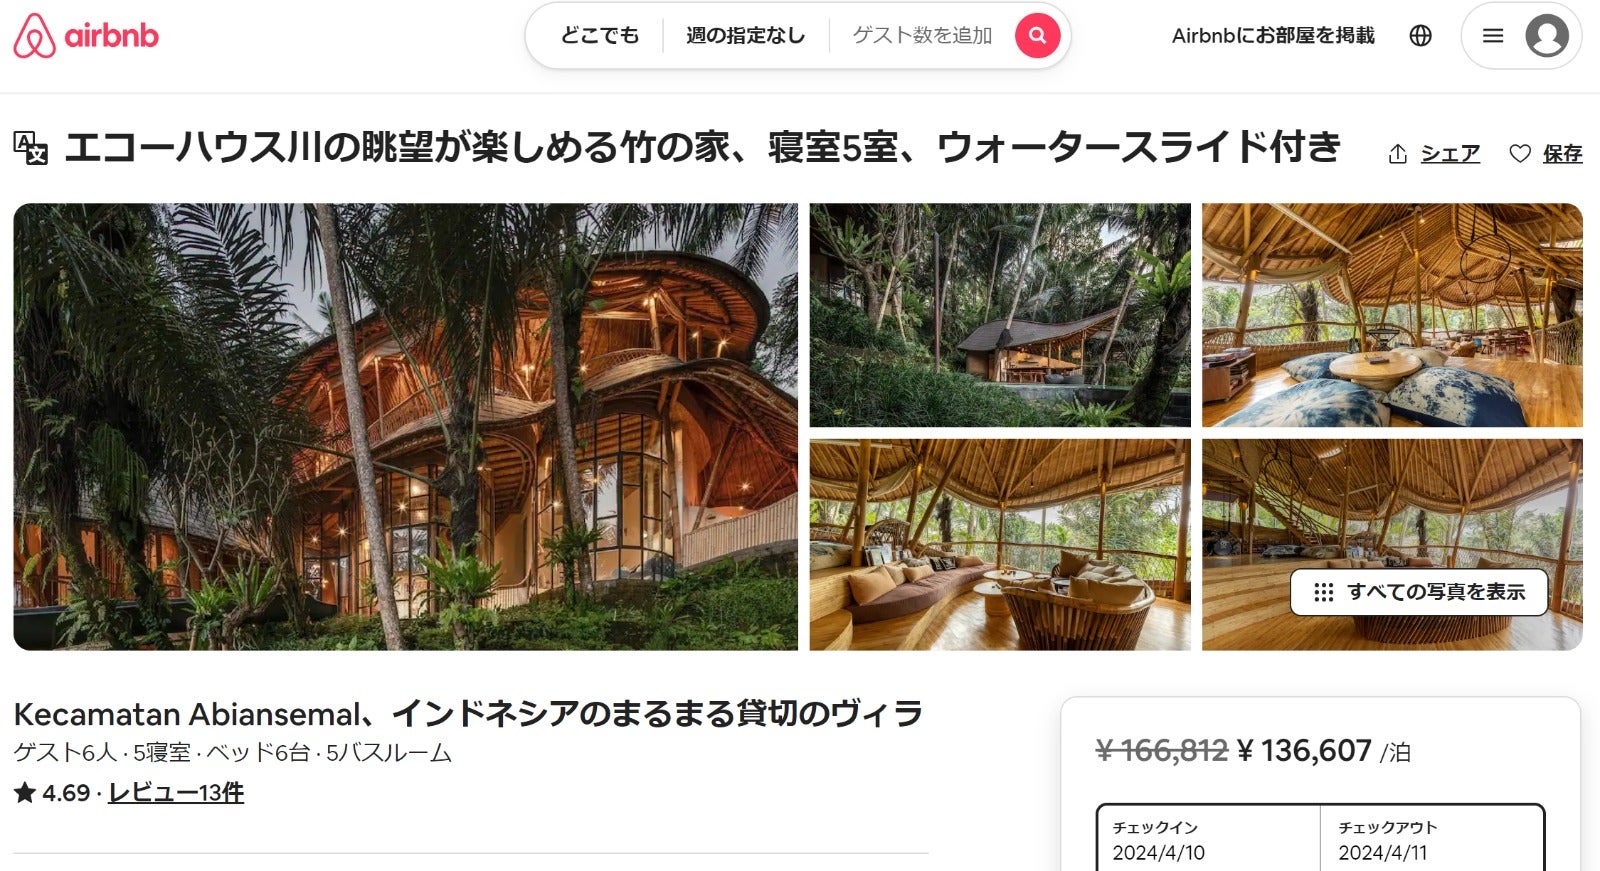 airbnb
どこでも 週の指定なし ゲスト数を追加
Airbnbにお部屋を掲載
エコーハウス川の眺望が楽しめる竹の家、寝室5室、ウォータースライド付き
シェア 保存
すべての写真を表示
Kecamatan Abiansemal、インドネシアのまるまる貸切のヴィラ
ゲスト6人 · 5寝室 · ベッド6台 · 5バスルーム
★ 4.69 · レビュー13件
¥ 166,812 ¥ 136,607 /泊
チェックイン
2024/4/10
チェックアウト
2024/4/11